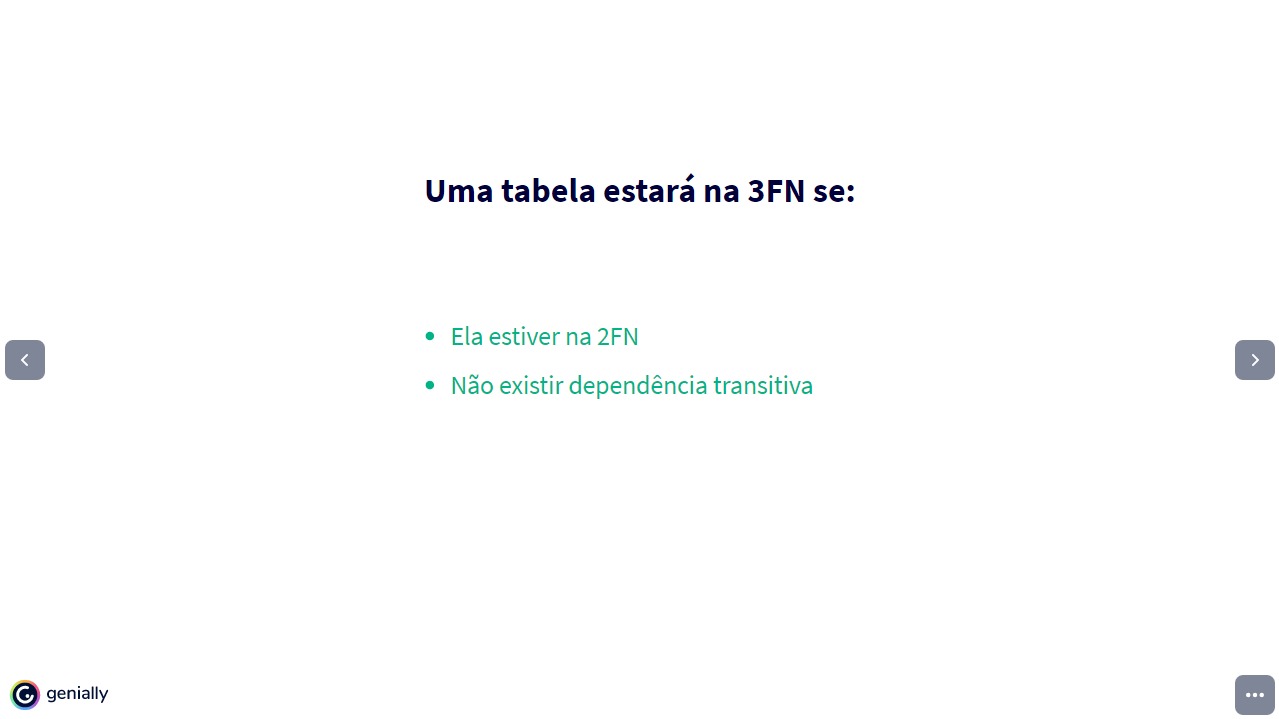 Uma tabela estará na 3FN se:
• Ela estiver na 2FN
• Não existir dependência transitiva
genially